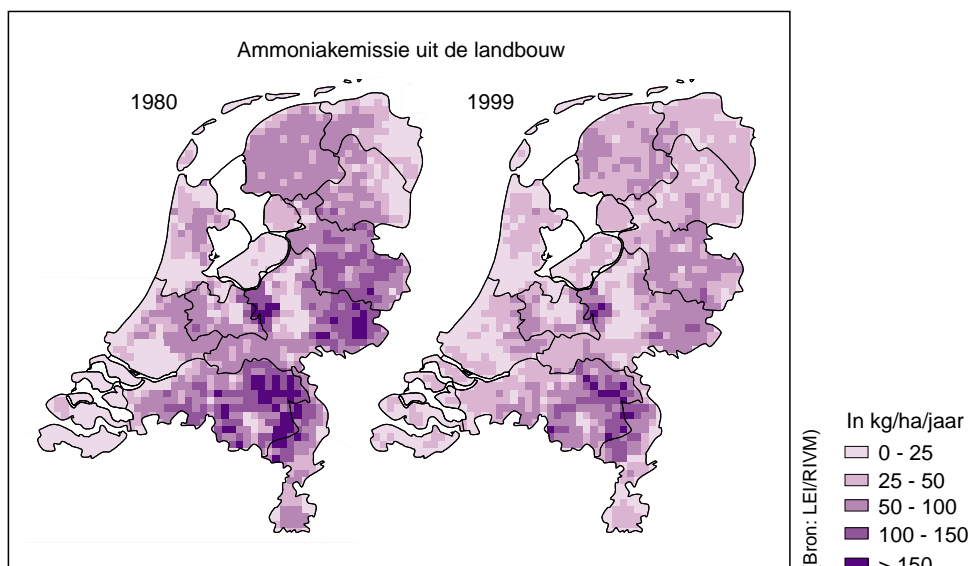 Ammoniakemissie uit de landbouw
1980
1999
Bron: LEI/RIVM)
In kg/ha/jaar
0 - 25
25 - 50
50 - 100
100 - 150
> 150